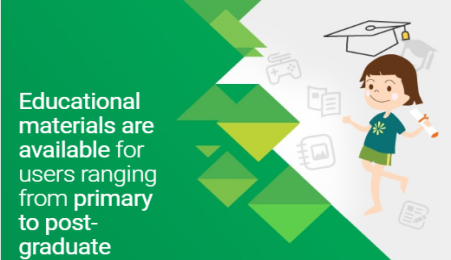 Educational
materials are
available for
users ranging
from primary
to post-
graduate